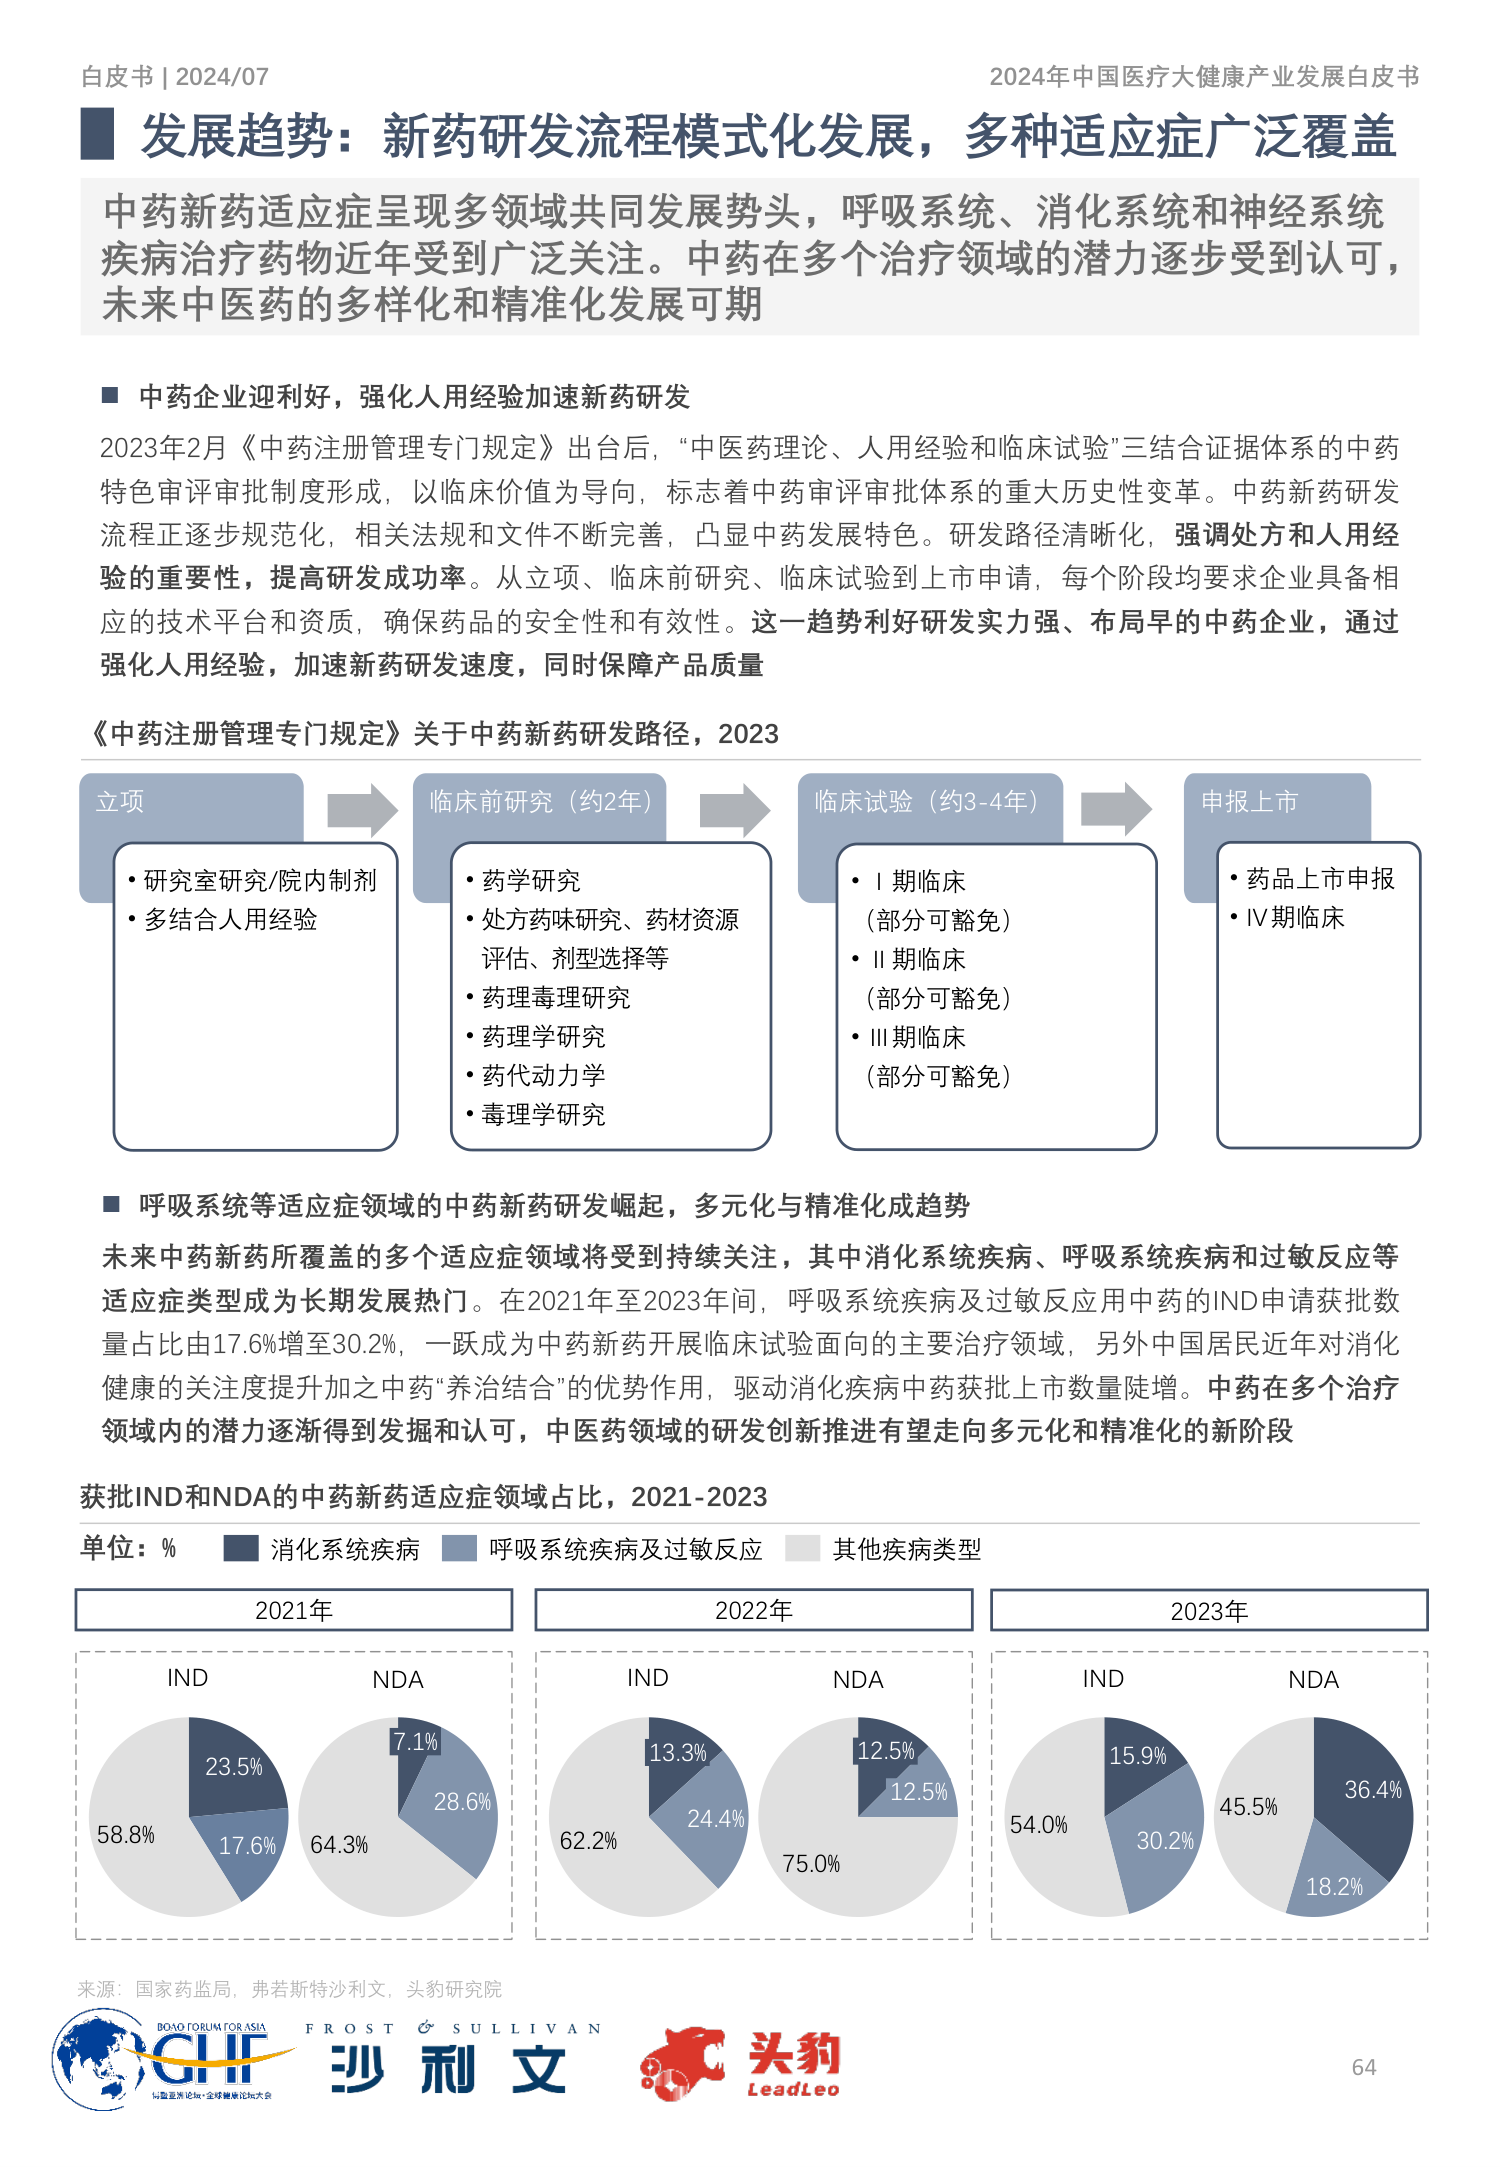 白皮书 | 2024/07
2024年中国医疗大健康产业发展白皮书
发展趋势：新药研发流程模式化发展，多种适应症广泛覆盖
中药新药适应症呈现多领域共同发展势头，呼吸系统、消化系统和神经系统
疾病治疗药物近年受到广泛关注。中药在多个治疗领域的潜力逐步受到认可，
未来中医药的多样化和精准化发展可期
■ 中药企业迎利好，强化人用经验加速新药研发
2023年2月《中药注册管理专门规定》出台后，“中医药理论、人用经验和临床试验”三结合证据体系的中药
特色审评审批制度形成，以临床价值为导向，标志着中药审评审批体系的重大历史性变革。中药新药研发
流程正逐步规范化，相关法规和文件不断完善，凸显中药发展特色。研发路径清晰化，强调处方和人用经
验的重要性，提高研发成功率。从立项、临床前研究、临床试验到上市申请，每个阶段均要求企业具备相
应的技术平台和资质，确保药品的安全性和有效性。这一趋势利好研发实力强、布局早的中药企业，通过
强化人用经验，加速新药研发速度，同时保障产品质量
《中药注册管理专门规定》关于中药新药研发路径，2023
立项
• 研究室研究/院内制剂
• 多结合人用经验
临床前研究（约2年）
• 药学研究
• 处方药味研究、药材资源
评估、剂型选择等
• 药理毒理研究
• 药理学研究
• 药代动力学
• 毒理学研究
临床试验（约3-4年）
• Ⅰ期临床
（部分可豁免）
• Ⅱ期临床
（部分可豁免）
• Ⅲ期临床
（部分可豁免）
申报上市
• 药品上市申报
• Ⅳ期临床
■ 呼吸系统等适应症领域的中药新药研发崛起，多元化与精准化成趋势
未来中药新药所覆盖的多个适应症领域将受到持续关注，其中消化系统疾病、呼吸系统疾病和过敏反应等
适应症类型成为长期发展热门。在2021年至2023年间，呼吸系统疾病及过敏反应用中药的IND申请获批数
量占比由17.6%增至30.2%，一跃成为中药新药开展临床试验面向的主要治疗领域，另外中国居民近年对消化
健康的关注度提升加之中药“养治结合”的优势作用，驱动消化疾病中药获批上市数量陡增。中药在多个治疗
领域内的潜力逐渐得到发掘和认可，中医药领域的研发创新推进有望走向多元化和精准化的新阶段
获批IND和NDA的中药新药适应症领域占比，2021-2023
单位：% 消化系统疾病 呼吸系统疾病及过敏反应 其他疾病类型
2021年
IND
23.5%
17.6%
58.8%
NDA
7.1%
28.6%
64.3%
2022年
IND
13.3%
24.4%
62.2%
NDA
12.5%
12.5%
75.0%
2023年
IND
15.9%
30.2%
54.0%
NDA
36.4%
18.2%
45.5%
来源：国家药监局，弗若斯特沙利文，头豹研究院
BOAO FORUM FOR ASIA
GHF
博鳌亚洲论坛·全球健康论坛大会
FROST & SULLIVAN
沙利文
头豹
LeadLeo
64